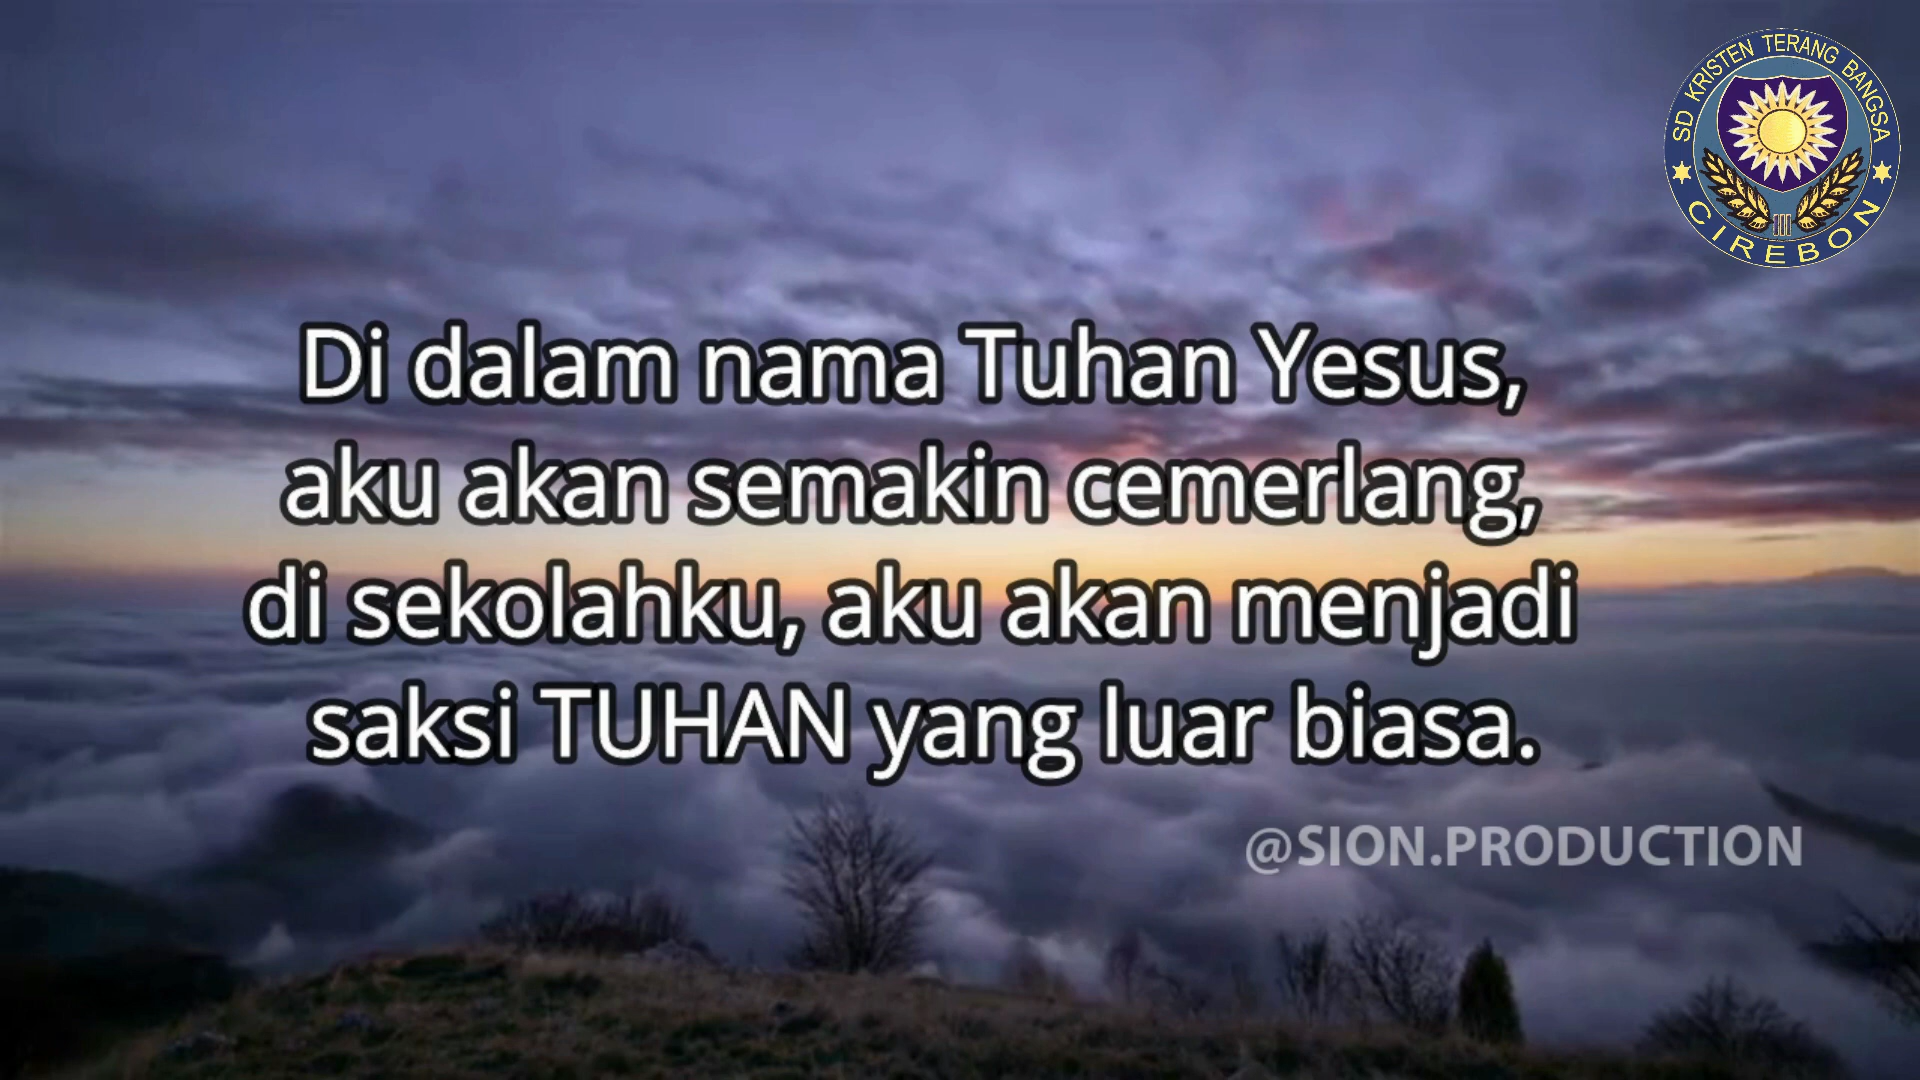 SD KRISTEN TERANG BANGSA
CIREBON
Di dalam nama Tuhan Yesus,
aku akan semakin cemerlang,
di sekolahku, aku akan menjadi
saksi TUHAN yang luar biasa.
@SION.PRODUCTION